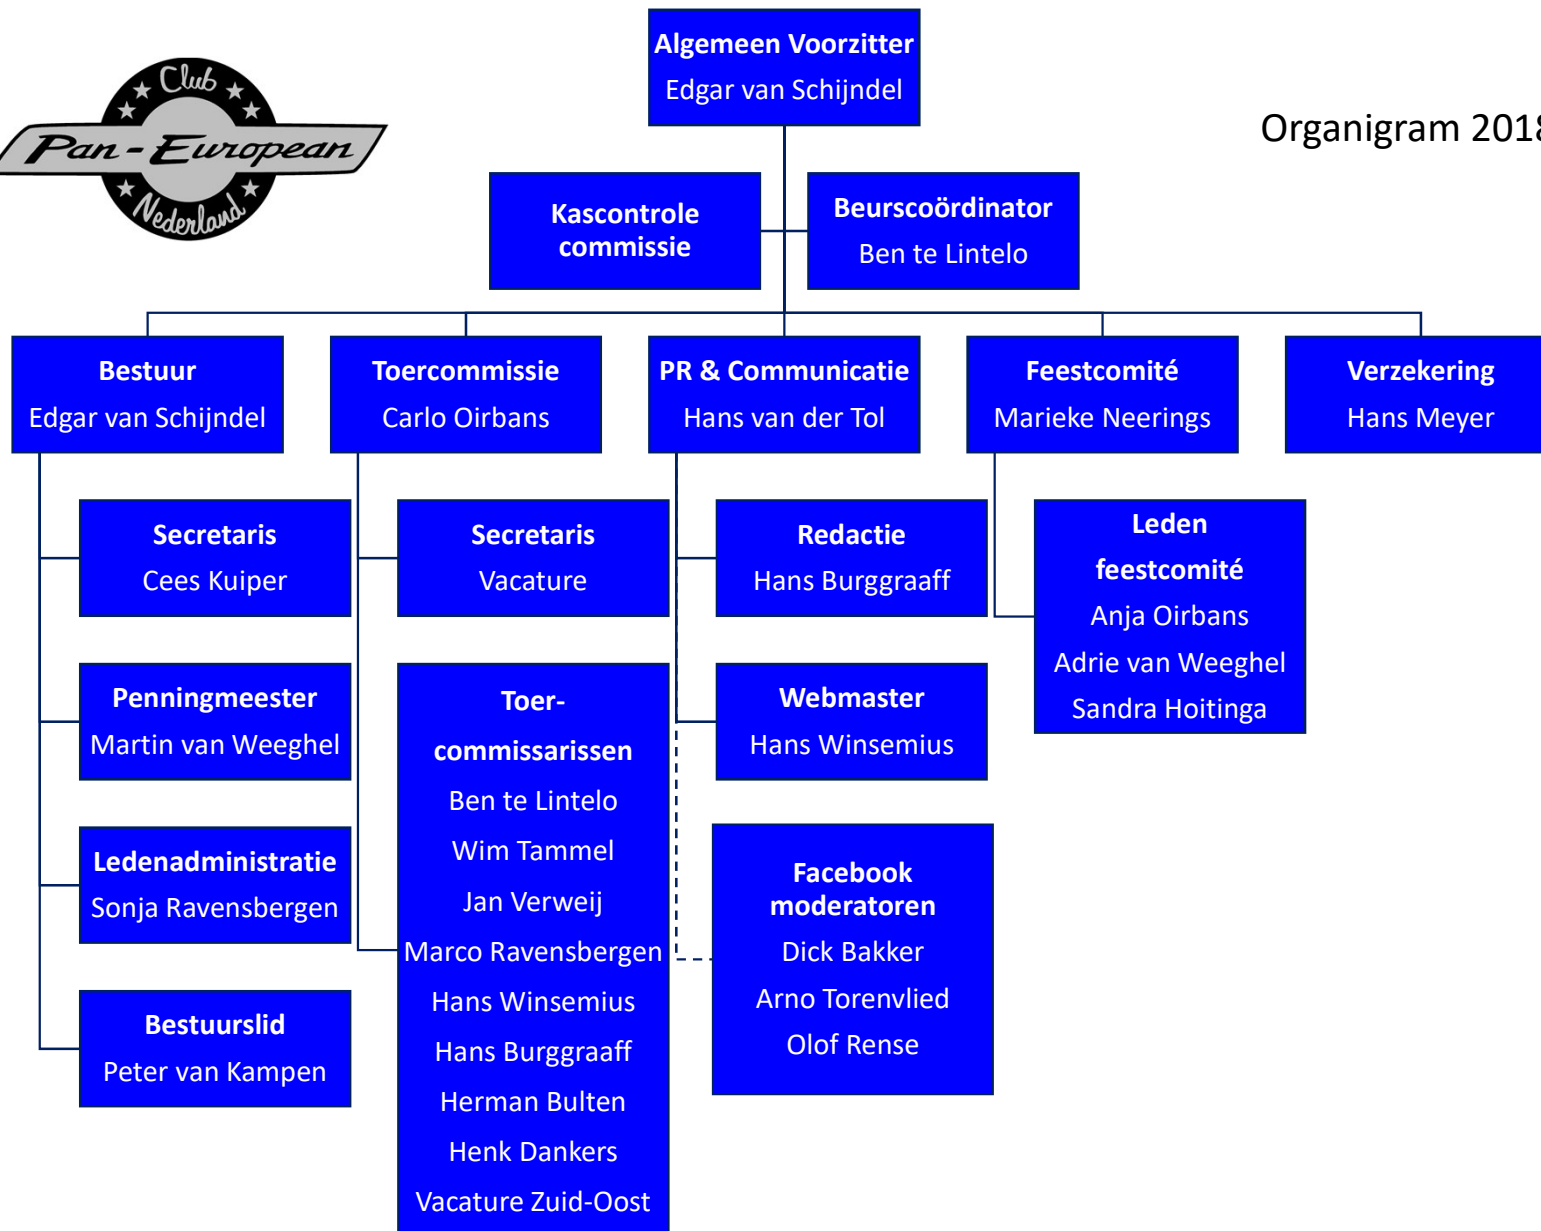 Club
Pan-European
Nederland
Organigram 2018
Algemeen Voorzitter
Edgar van Schijndel
Kascontrole
commissie
Beurscoördinator
Ben te Lintelo
Bestuur
Edgar van Schijndel
Toercommissie
Carlo Oirbans
PR & Communicatie
Hans van der Tol
Feestcomité
Marieke Neerings
Verzekering
Hans Meyer
Secretaris
Cees Kuiper
Penningmeester
Martin van Weeghel
Ledenadministratie
Sonja Ravensbergen
Bestuurslid
Peter van Kampen
Secretaris
Vacature
Toer-
commissarissen
Ben te Lintelo
Wim Tammel
Jan Verweij
Marco Ravensbergen
Hans Winsemius
Hans Burggraaff
Herman Bulten
Henk Dankers
Vacature Zuid-Oost
Redactie
Hans Burggraaff
Webmaster
Hans Winsemius
Facebook
moderatoren
Dick Bakker
Arno Torenvlied
Olof Rense
Leden
feestcomité
Anja Oirbans
Adrie van Weeghel
Sandra Hoitinga